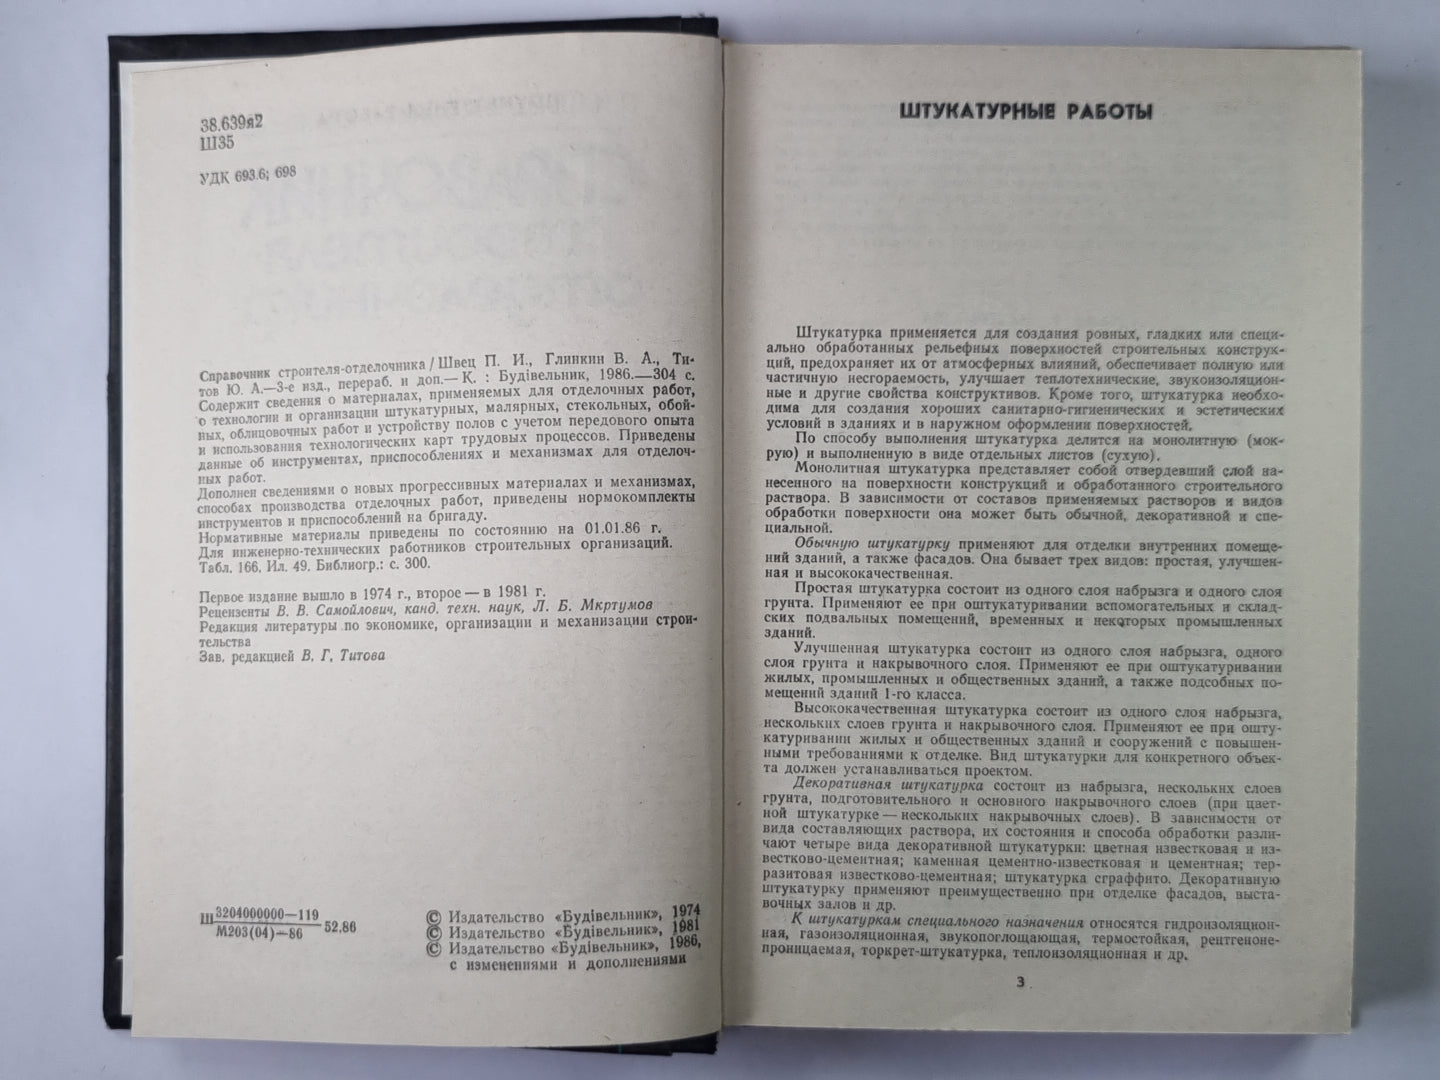 38.639я2
Ш35
УДК 693.6; 698
Справочник строителя-отделочника / Швец П. И., Глинкин В. А., Ти-
тов Ю. А.—3-е изд., перераб. и доп.— К. : Будівельник, 1986.—304 с.
Содержит сведения о материалах, применяемых для отделочных работ,
о технологии и организации штукатурных, малярных, стекольных, обой-
ных, облицовочных работ и устройству полов с учетом передового опыта
и использования технологических карт трудовых процессов. Приведены
данные об инструментах, приспособлениях и механизмах для отделоч-
ных работ.
Дополнен сведениями о новых прогрессивных материалах и механизмах,
способах производства отделочных работ, приведены нормокомплекты
инструментов и приспособлений на бригаду.
Нормативные материалы приведены по состоянию на 01.01.86 г.
Для инженерно-технических работников строительных организаций.
Табл. 166, Ил. 49. Библиогр.: с. 300.
Первое издание вышло в 1974 г., второе — в 1981 г.
Рецензенты В. В. Самойлович, канд. техн. наук, Л. Б. Мкртумов
Редакция литературы по экономике, организации и механизации строи-
тельства
Зав. редакцией В. Г. Титова
Ш 3204000000—119
М203(04)—86 52.86
© Издательство «Будівельник», 1974
© Издательство «Будівельник», 1981
© Издательство «Будівельник», 1986,
с изменениями и дополнениями
ШТУКАТУРНЫЕ РАБОТЫ
Штукатурка применяется для создания ровных, гладких или специ-
ально обработанных рельефных поверхностей строительных конструк-
ций, предохраняет их от атмосферных влияний, обеспечивает полную или
частичную несгораемость, улучшает теплотехнические, звукоизоляцион-
ные и другие свойства конструктивов. Кроме того, штукатурка необхо-
дима для создания хороших санитарно-гигиенических и эстетических
условий в зданиях и в наружном оформлении поверхностей.
По способу выполнения штукатурка делится на монолитную (мок-
рую) и выполненную в виде отдельных листов (сухую).
Монолитная штукатурка представляет собой отвердевший слой на-
несенного на поверхности конструкций и обработанного строительного
раствора. В зависимости от составов применяемых растворов и видов
обработки поверхности она может быть обычной, декоративной и спе-
циальной.
Обычную штукатурку применяют для отделки внутренних помеще-
ний зданий, а также фасадов. Она бывает трех видов: простая, улучшен-
ная и высококачественная.
Простая штукатурка состоит из одного слоя набрызга и одного слоя
грунта. Применяют ее при оштукатуривании вспомогательных и склад-
ских подвальных помещений, временных и некоторых промышленных
зданий.
Улучшенная штукатурка состоит из одного слоя набрызга, одного
слоя грунта и накрывочного слоя. Применяют ее при оштукатуривании
жилых, промышленных и общественных зданий, а также подсобных по-
мещений зданий 1-го класса.
Высококачественная штукатурка состоит из одного слоя набрызга,
нескольких слоев грунта и накрывочного слоя. Применяют ее при ошту-
катуривании жилых и общественных зданий и сооружений с повышен-
ными требованиями к отделке. Вид штукатурки для конкретного объек-
та должен устанавливаться проектом.
Декоративная штукатурка состоит из набрызга, нескольких слоев
грунта, подготовительного и основного накрывочного слоев (при цвет-
ной штукатурке — нескольких накрывочных слоев). В зависимости от
вида составляющих раствора, их состояния и способа обработки разли-
чают четыре вида декоративной штукатурки: цветная известковая и из-
вестково-цементная; каменная цементно-известковая и цементная; тер-
разитовая известково-цементная; штукатурка сграффито. Декоративную
штукатурку применяют преимущественно при отделке фасадов, выста-
вочных залов и др.
К штукатуркам специального назначения относятся гидроизоляцион-
ная, газоизоляционная, звукопоглощающая, термостойкая, рентгеноне-
проницаемая, торкрет-штукатурка, теплоизоляционная и др.
3